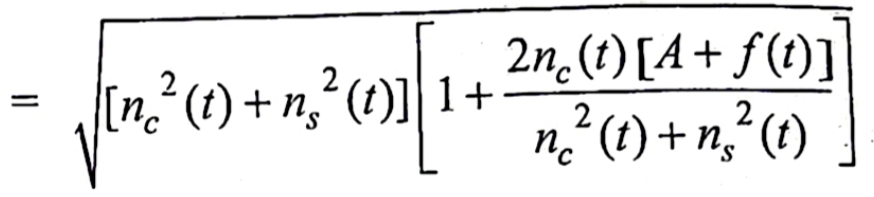 = √[n_c²(t) + n_s²(t)] [1 + 2n_c(t)[A + f(t)] / n_c²(t) + n_s²(t)]